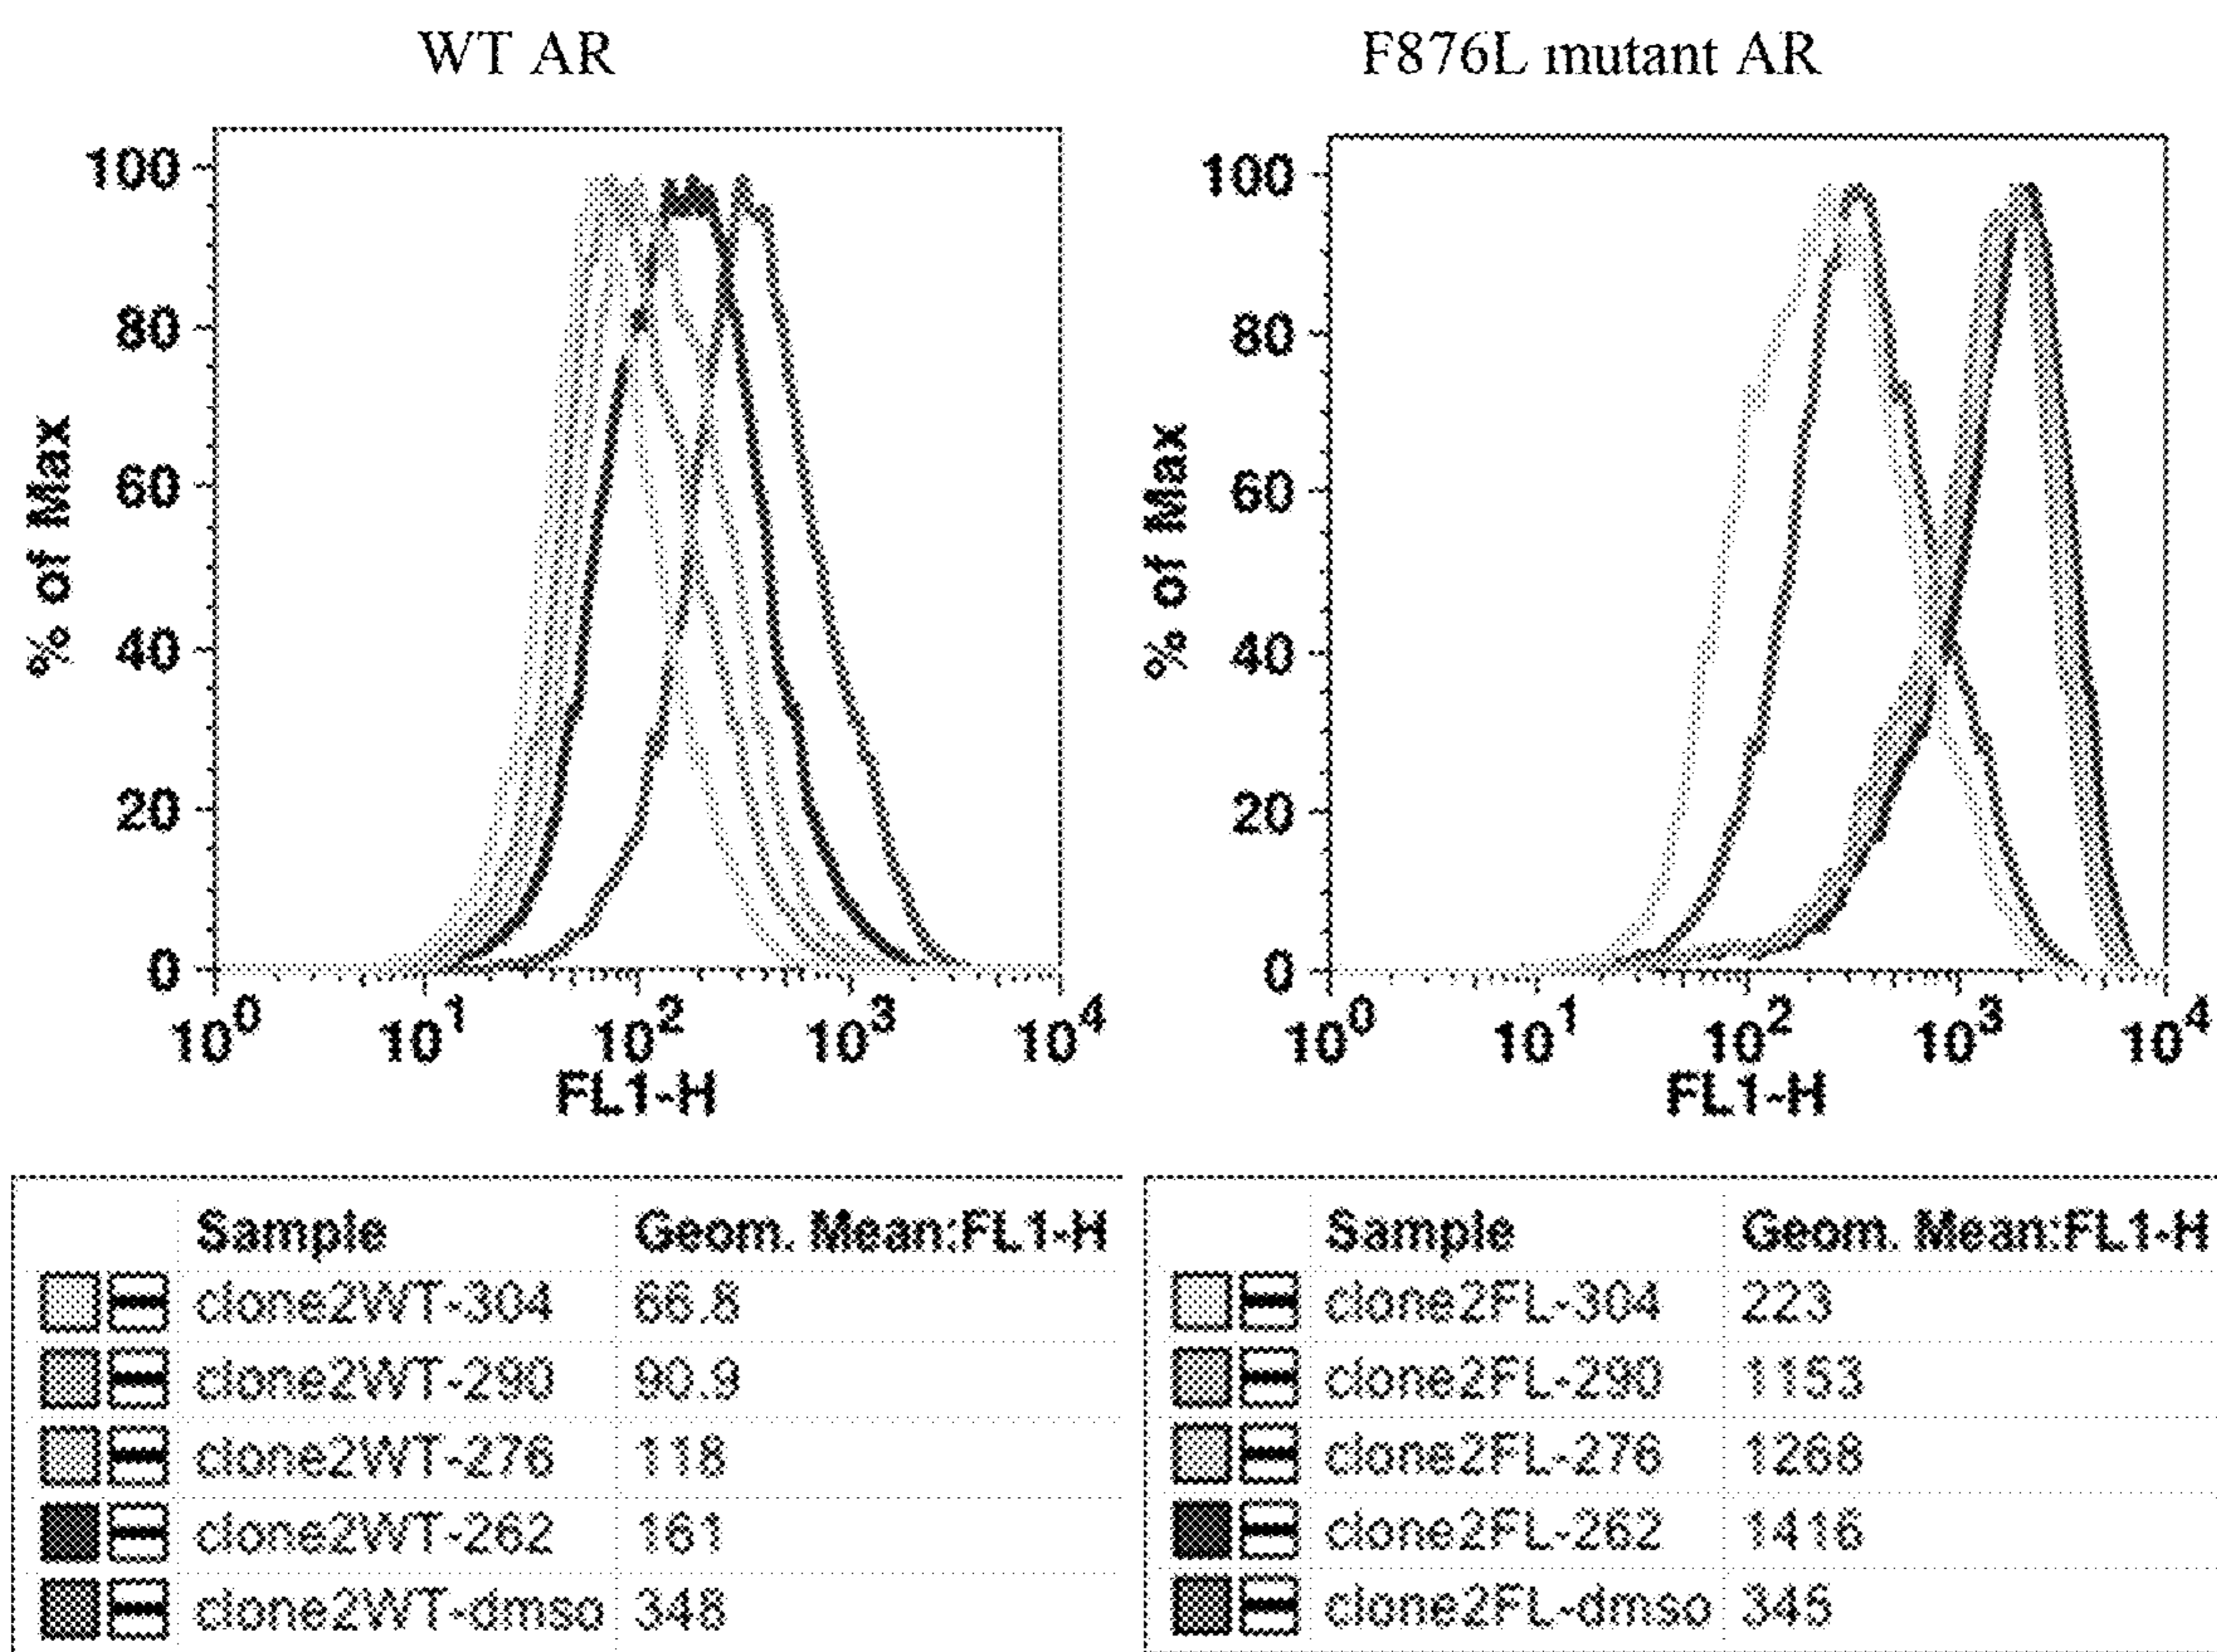 WT AR
F876L mutant AR
100
80
60
40
20
0
% of Max
10^0 10^1 10^2 10^3 10^4
FL1-H
100
80
60
40
20
0
% of Max
10^0 10^1 10^2 10^3 10^4
FL1-H
Sample Geom. Mean:FL1-H
clone2WT-304 66.8
clone2WT-290 90.9
clone2WT-276 118
clone2WT-262 161
clone2WT-dmso 348
Sample Geom. Mean:FL1-H
clone2FL-304 223
clone2FL-290 1153
clone2FL-276 1268
clone2FL-262 1416
clone2FL-dmso 345